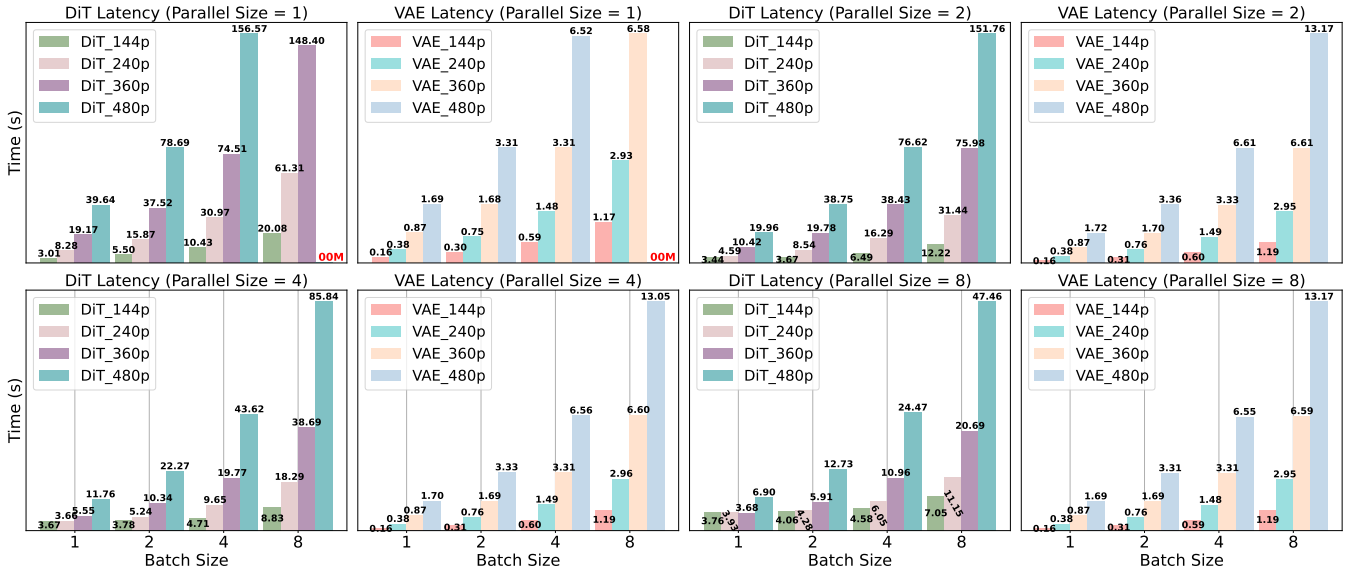 DiT Latency (Parallel Size = 1)
Time (s)
DiT_144p
DiT_240p
DiT_360p
DiT_480p
3.01
8.28
19.17
39.64
5.50
15.87
37.52
78.69
10.43
30.97
74.51
156.57
20.08
61.31
148.40
OOM
VAE Latency (Parallel Size = 1)
VAE_144p
VAE_240p
VAE_360p
VAE_480p
0.16
0.38
0.87
1.69
0.30
0.75
1.68
3.31
0.59
1.48
3.31
6.52
1.17
2.93
6.58
OOM
DiT Latency (Parallel Size = 2)
DiT_144p
DiT_240p
DiT_360p
DiT_480p
3.44
4.59
10.42
19.96
3.67
8.54
19.78
38.75
6.49
16.29
38.43
76.62
12.22
31.44
75.98
151.76
VAE Latency (Parallel Size = 2)
VAE_144p
VAE_240p
VAE_360p
VAE_480p
0.16
0.38
0.87
1.72
0.31
0.76
1.70
3.36
0.60
1.49
3.33
6.61
1.19
2.95
6.61
13.17
DiT Latency (Parallel Size = 4)
Time (s)
DiT_144p
DiT_240p
DiT_360p
DiT_480p
3.67
3.66
5.55
11.76
3.78
5.24
10.34
22.27
4.71
9.65
19.77
43.62
8.83
18.29
38.69
85.84
1 2 4 8
Batch Size
VAE Latency (Parallel Size = 4)
VAE_144p
VAE_240p
VAE_360p
VAE_480p
0.16
0.38
0.87
1.70
0.31
0.76
1.69
3.33
0.60
1.49
3.31
6.56
1.19
2.96
6.60
13.05
1 2 4 8
Batch Size
DiT Latency (Parallel Size = 8)
DiT_144p
DiT_240p
DiT_360p
DiT_480p
3.76
3.93
3.68
6.90
4.06
4.28
5.91
12.73
4.58
6.05
10.96
24.47
7.05
11.15
20.69
47.46
1 2 4 8
Batch Size
VAE Latency (Parallel Size = 8)
VAE_144p
VAE_240p
VAE_360p
VAE_480p
0.16
0.38
0.87
1.69
0.31
0.76
1.69
3.31
0.59
1.48
3.31
6.55
1.19
2.95
6.59
13.17
1 2 4 8
Batch Size